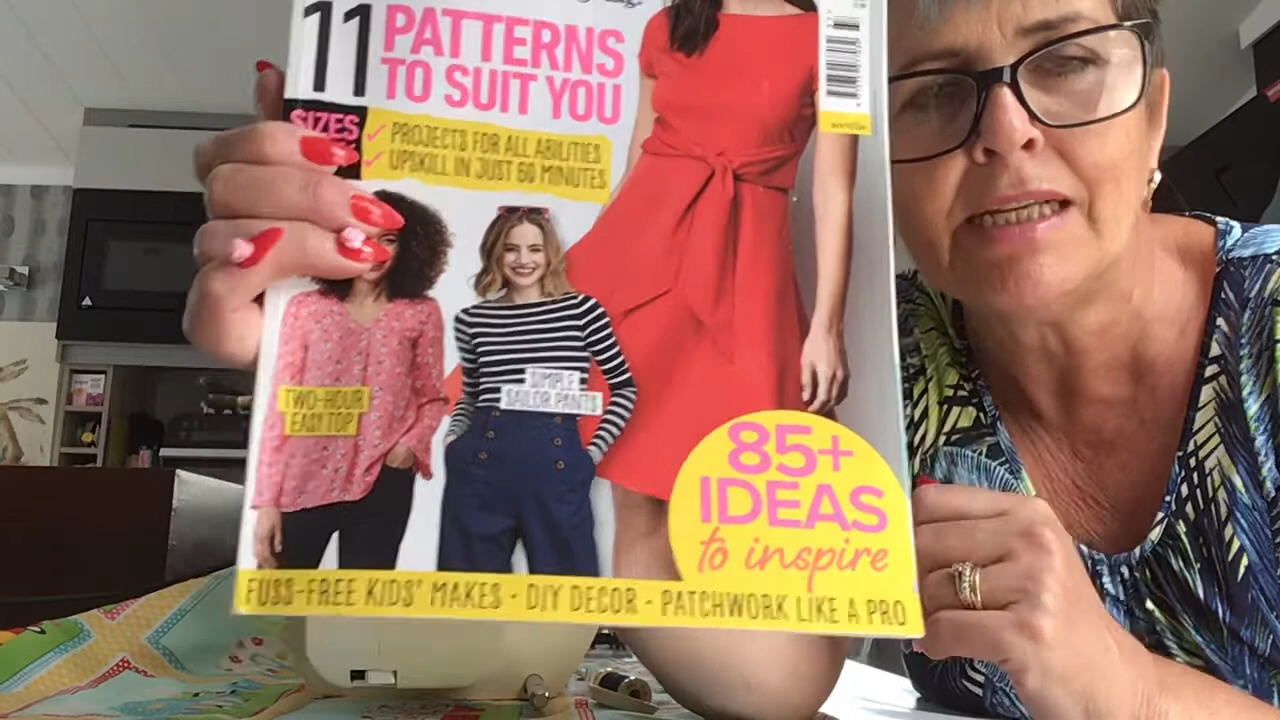 11 PATTERNS
TO SUIT YOU
SIZES
PROJECTS FOR ALL ABILITIES
UPSKILL IN JUST 60 MINUTES
TWO-HOUR
EASY TOP
SIMPLE
SAILOR PANTS
85+
IDEAS
to inspire
FUSS-FREE KIDS' MAKES · DIY DECOR · PATCHWORK LIKE A PRO